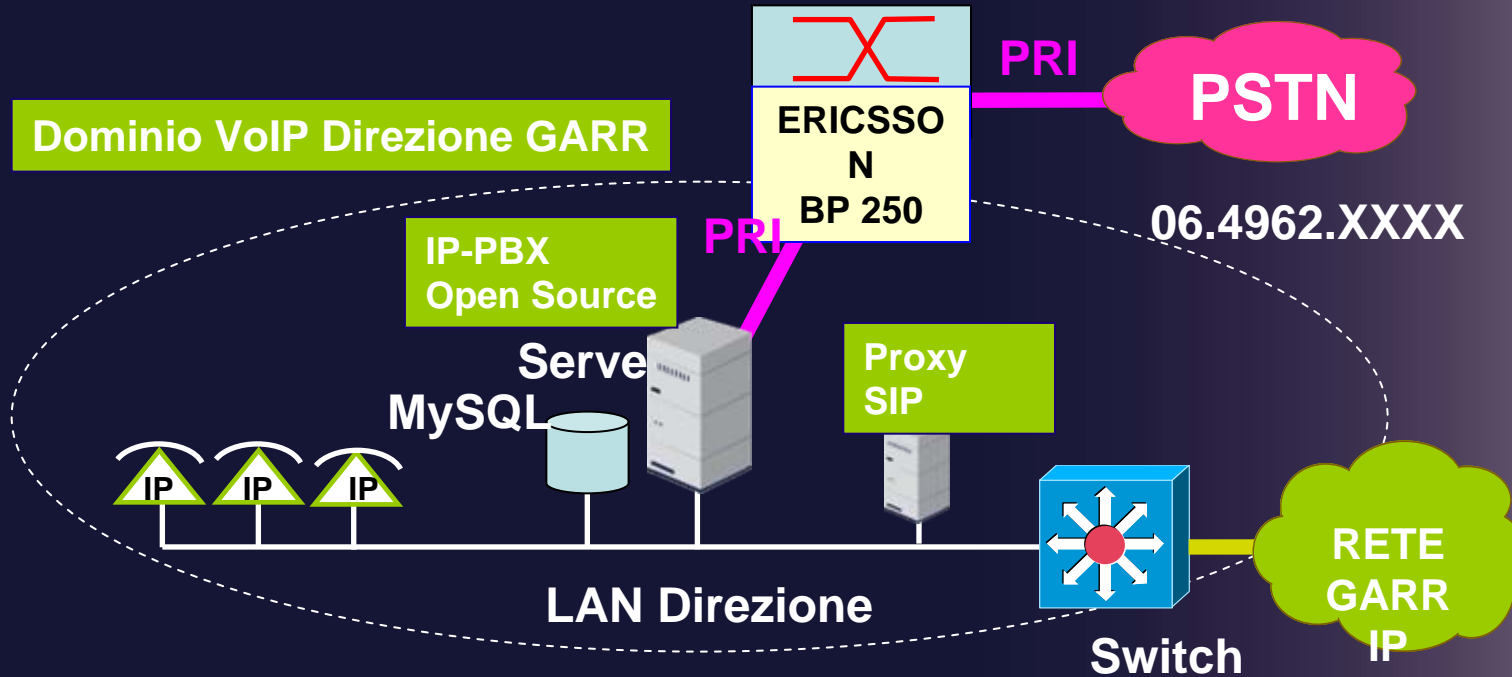 PRI
PSTN
Dominio VoIP Direzione GARR
ERICSSO
N
BP 250
06.4962.XXXX
PRI
IP-PBX
Open Source
Serve
MySQL
Proxy
SIP
IP
IP
IP
RETE
GARR
IP
LAN Direzione
Switch